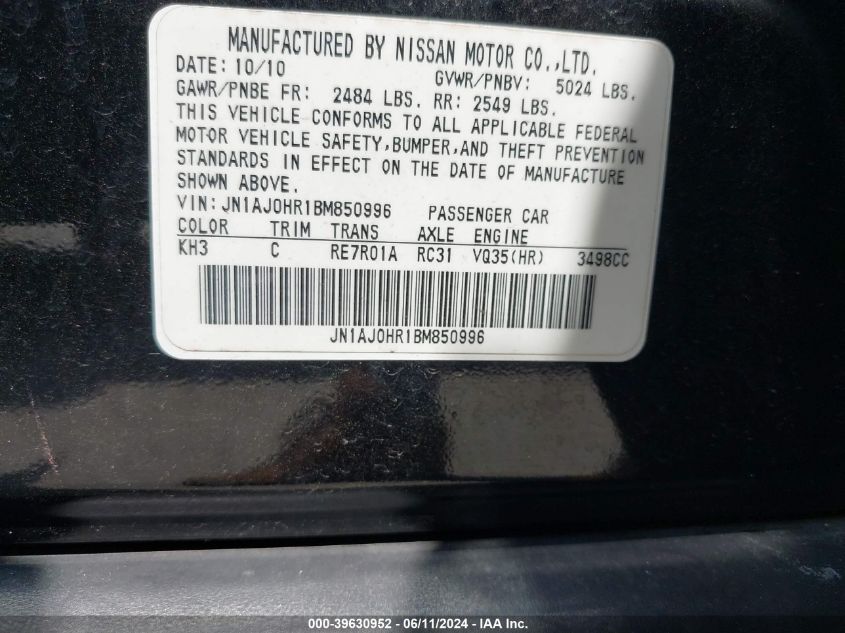 MANUFACTURED BY NISSAN MOTOR CO.,LTD.
DATE: 10/10 GVWR/PNBV: 5024 LBS.
GAWR/PNBE FR: 2484 LBS. RR: 2549 LBS.
THIS VEHICLE CONFORMS TO ALL APPLICABLE FEDERAL
MOTOR VEHICLE SAFETY,BUMPER,AND THEFT PREVENTION
STANDARDS IN EFFECT ON THE DATE OF MANUFACTURE
SHOWN ABOVE.
VIN: JN1AJ0HR1BM850996 PASSENGER CAR
COLOR TRIM TRANS AXLE ENGINE
KH3 C RE7R01A RC31 VQ35(HR) 3498CC
JN1AJ0HR1BM850996
000-39630952 - 06/11/2024 - IAAI.com